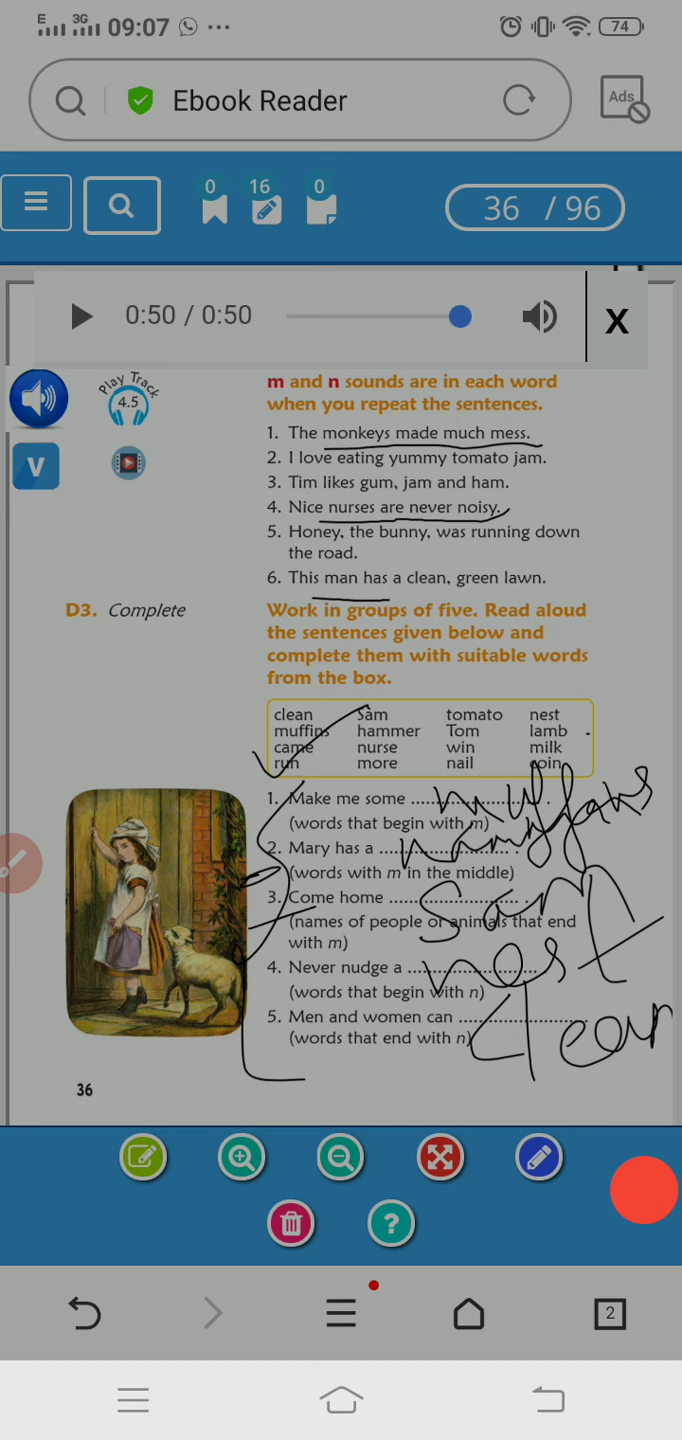 E 3G 09:07 ... 74
Ebook Reader
Ads
0 16 0 36 / 96
0:50 / 0:50 X
Play Track
4.5
V
m and n sounds are in each word
when you repeat the sentences.
1. The monkeys made much mess.
2. I love eating yummy tomato jam.
3. Tim likes gum, jam and ham.
4. Nice nurses are never noisy.
5. Honey, the bunny, was running down
the road.
6. This man has a clean, green lawn.
D3. Complete
Work in groups of five. Read aloud
the sentences given below and
complete them with suitable words
from the box.
clean Sam tomato nest
muffins hammer Tom lamb
came nurse win milk
run more nail coin
1. Make me some ........................ .
(words that begin with m)
2. Mary has a ........................ .
(words with m in the middle)
3. Come home ........................ .
Sam
(names of people or animals that end
with m)
4. Never nudge a ........................
nest
(words that begin with n)
5. Men and women can ........................
(words that end with n)
36
?
2